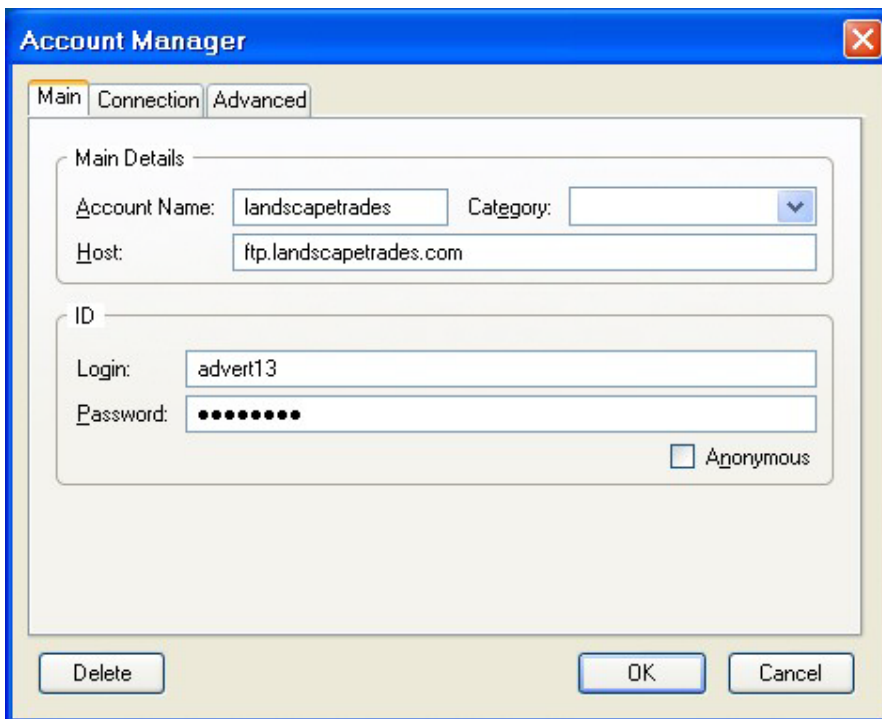 Account Manager
Main Connection Advanced
Main Details
Account Name: landscapetrades Category:
Host: ftp.landscapetrades.com
ID
Login: advert13
Password: ●●●●●●●●
Anonymous
Delete OK Cancel